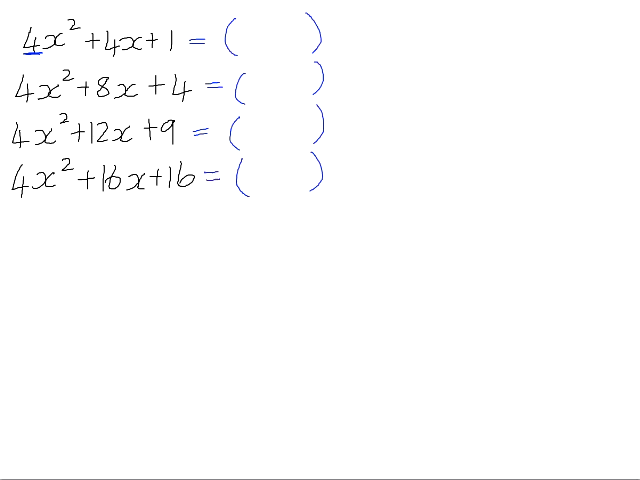 4x² + 4x + 1 = (    )
4x² + 8x + 4 = (    )
4x² + 12x + 9 = (    )
4x² + 16x + 16 = (    )